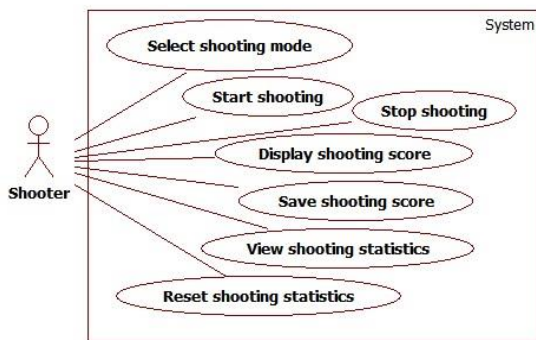 System
Select shooting mode
Start shooting
Stop shooting
Display shooting score
Shooter
Save shooting score
View shooting statistics
Reset shooting statistics